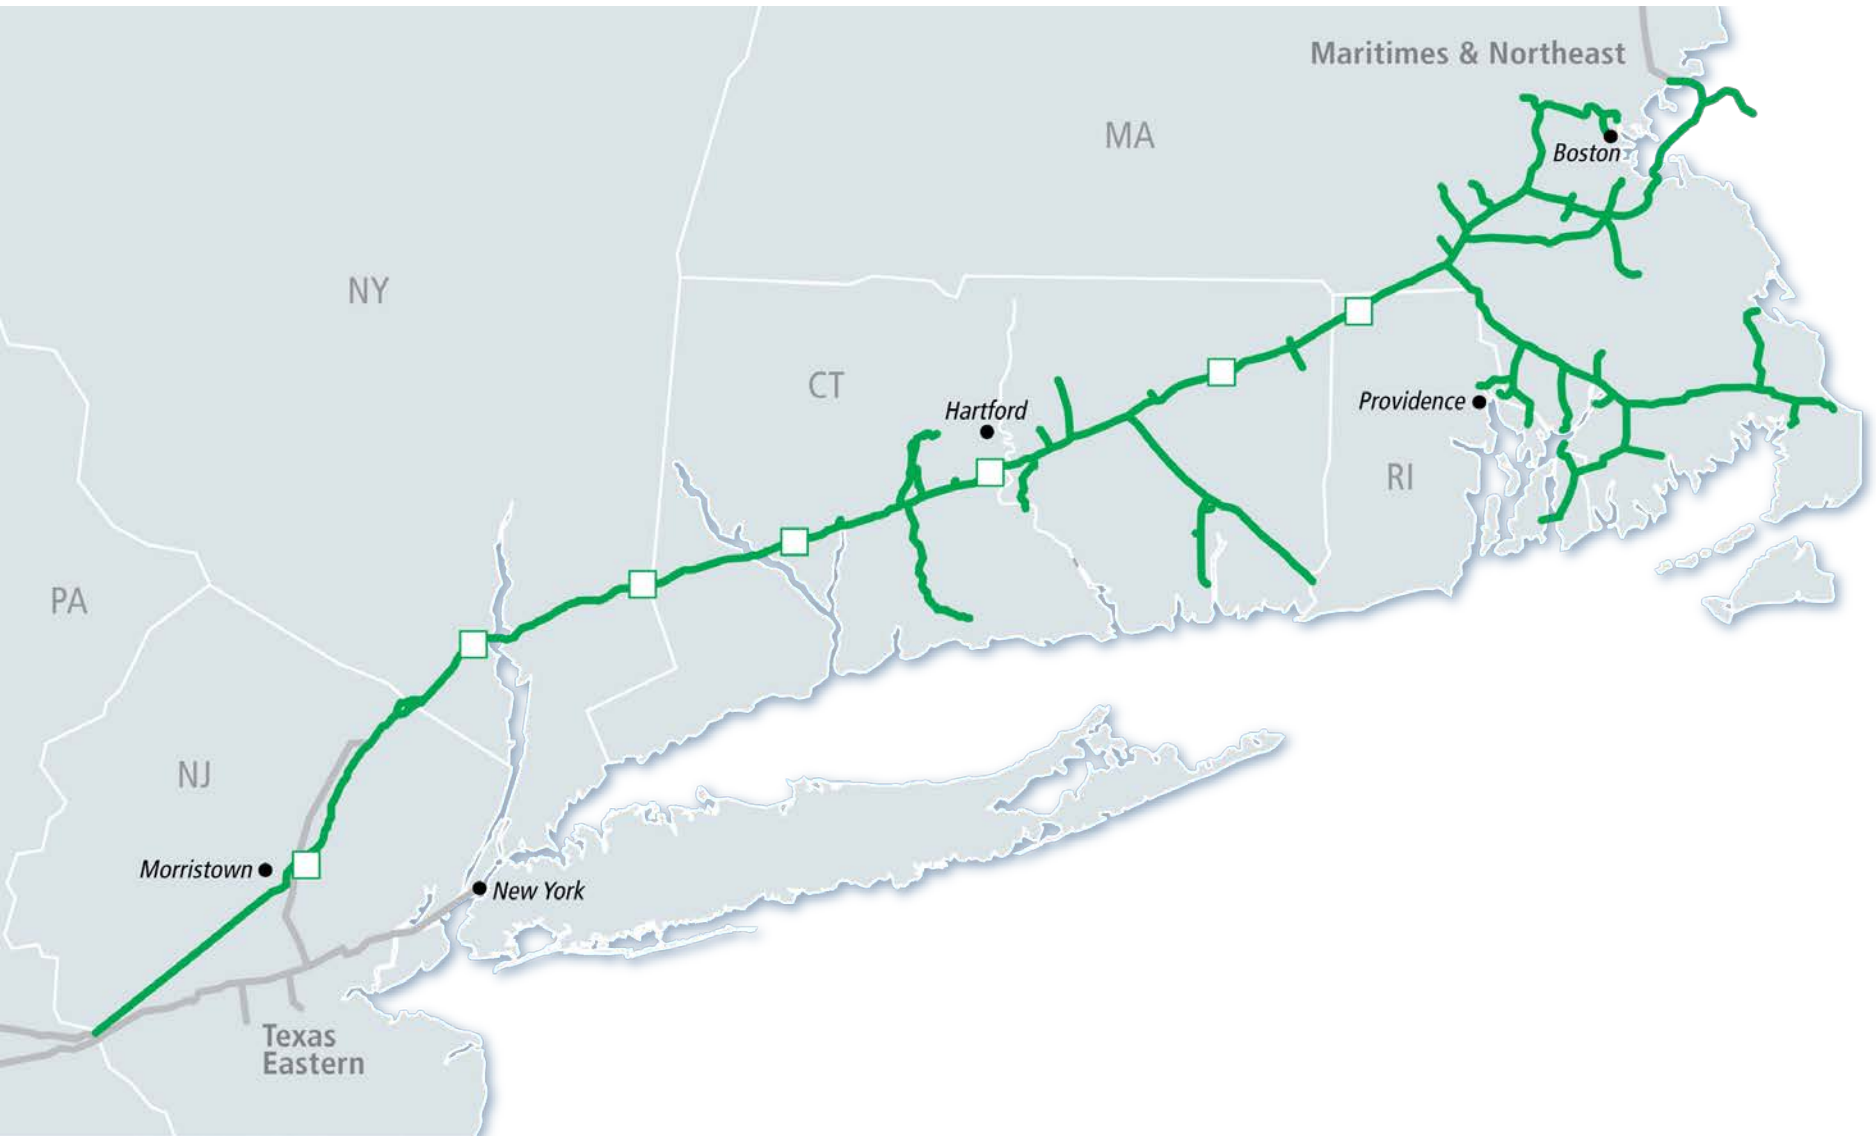 Maritimes & Northeast
MA
Boston
NY
CT
Hartford
Providence
RI
PA
NJ
Morristown
New York
Texas
Eastern